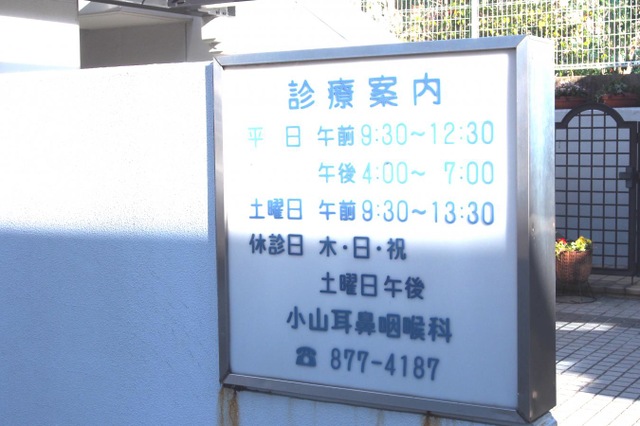 診療案内
平 日 午前 9:30～12:30
午後 4:00～ 7:00
土曜日 午前 9:30～13:30
休診日 木・日・祝
土曜日午後
小山耳鼻咽喉科
☎ 877-4187